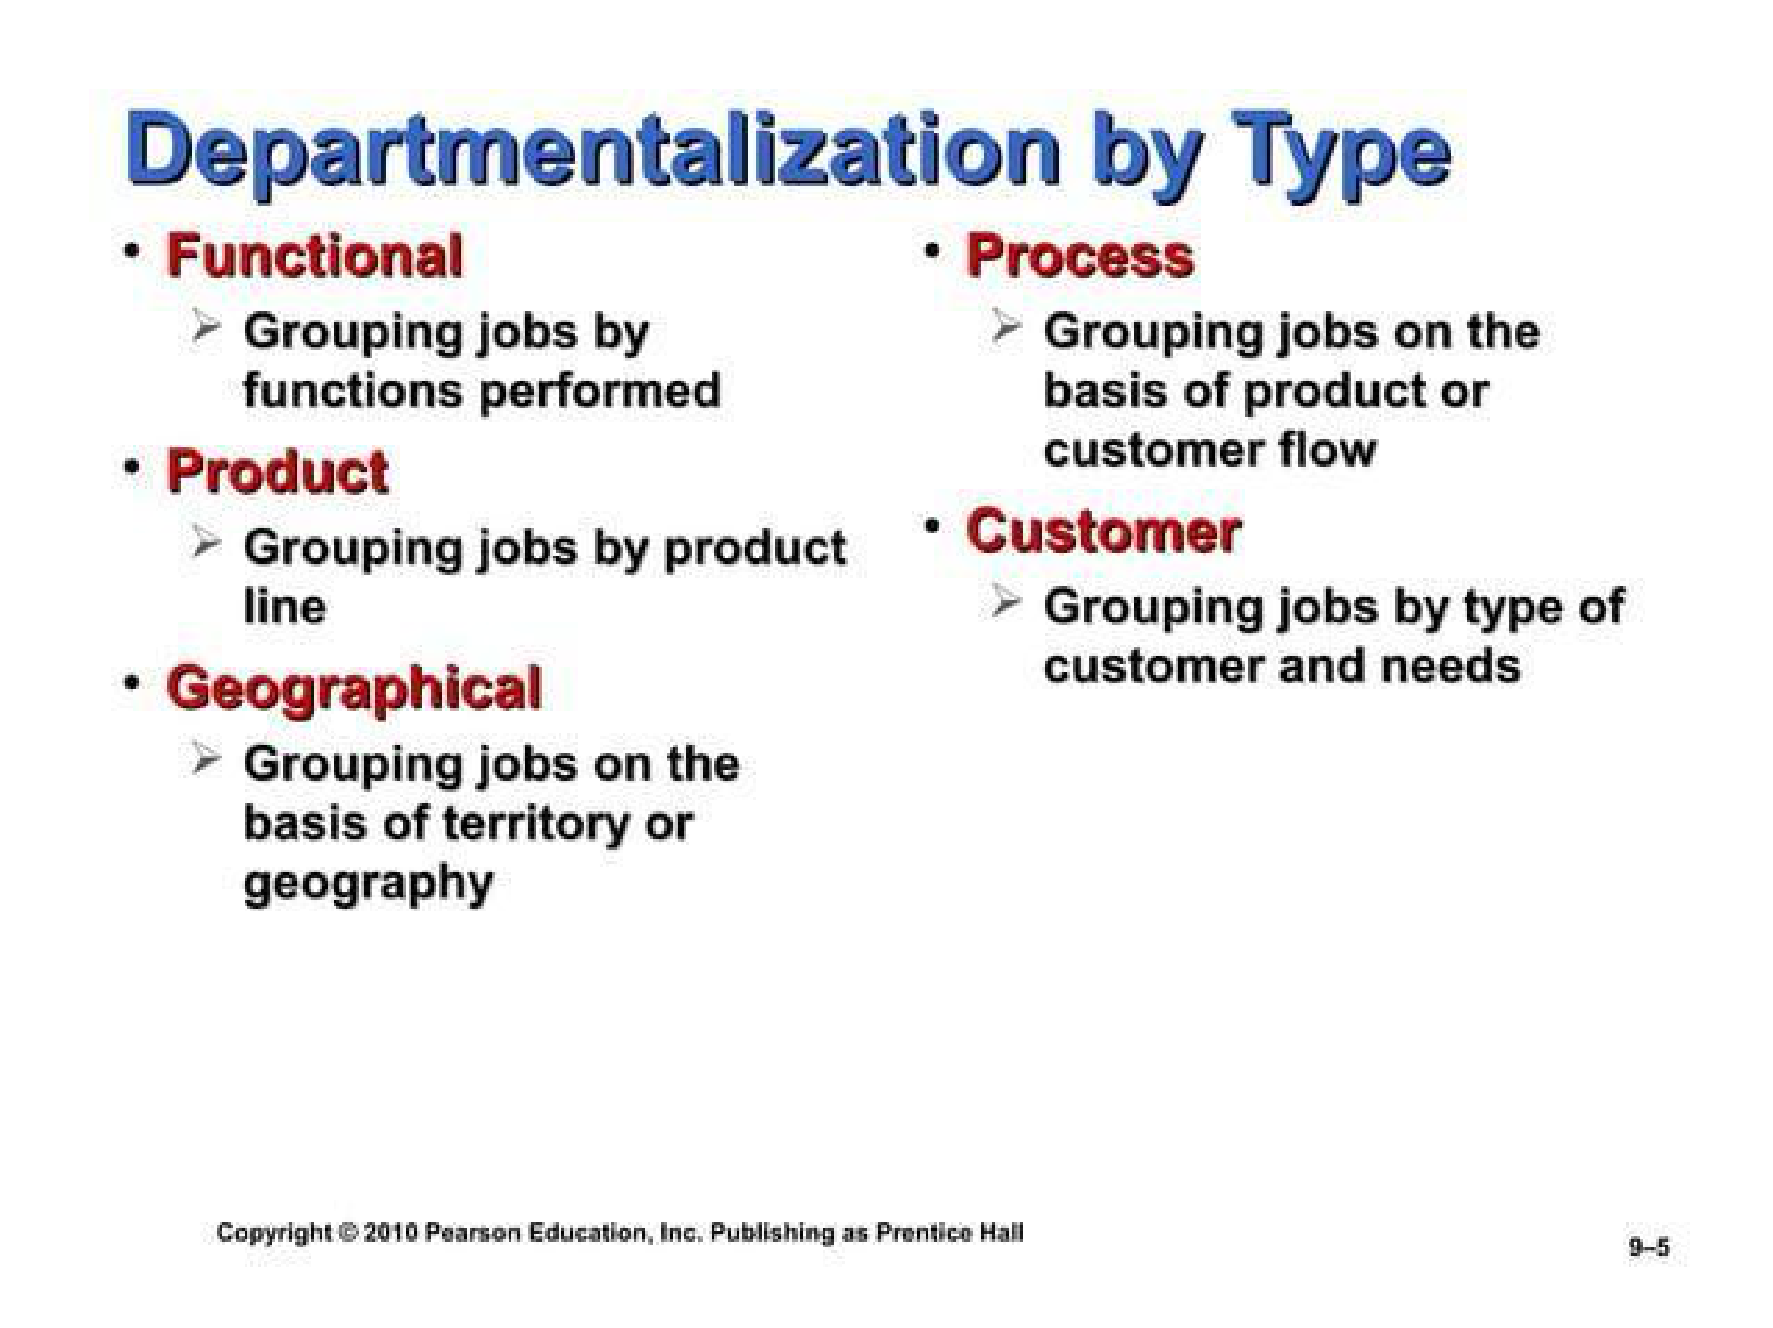 Departmentalization by Type
• Functional
➢ Grouping jobs by
functions performed
• Product
➢ Grouping jobs by product
line
• Geographical
➢ Grouping jobs on the
basis of territory or
geography
• Process
➢ Grouping jobs on the
basis of product or
customer flow
• Customer
➢ Grouping jobs by type of
customer and needs
Copyright © 2010 Pearson Education, Inc. Publishing as Prentice Hall
9–5